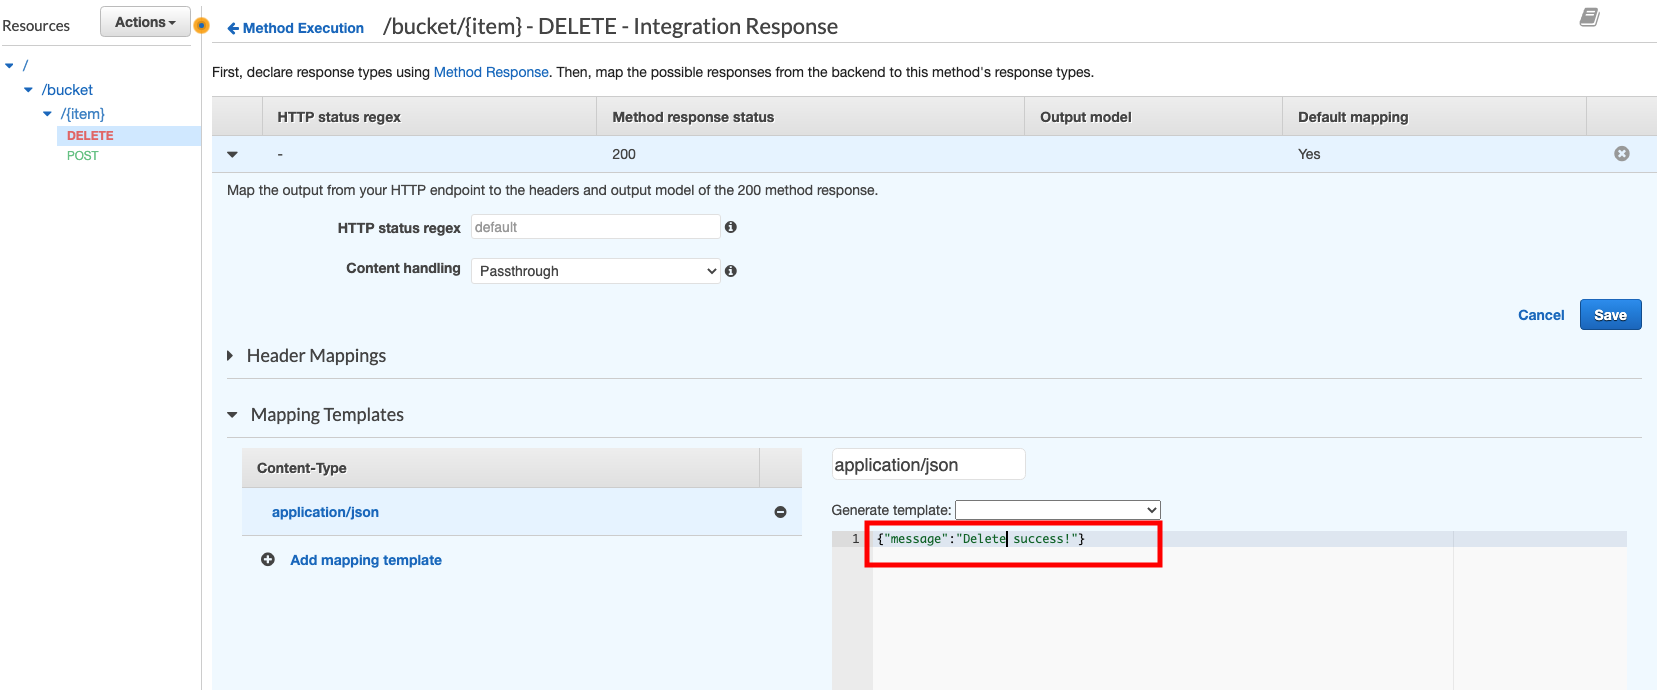 Resources
Actions
/
/bucket
/{item}
DELETE
POST
Method Execution /bucket/{item} - DELETE - Integration Response
First, declare response types using Method Response. Then, map the possible responses from the backend to this method's response types.
HTTP status regex Method response status Output model Default mapping
- 200 Yes
Map the output from your HTTP endpoint to the headers and output model of the 200 method response.
HTTP status regex default
Content handling Passthrough
Cancel Save
Header Mappings
Mapping Templates
Content-Type
application/json
Add mapping template
application/json
Generate template:
1 {"message":"Delete success!"}